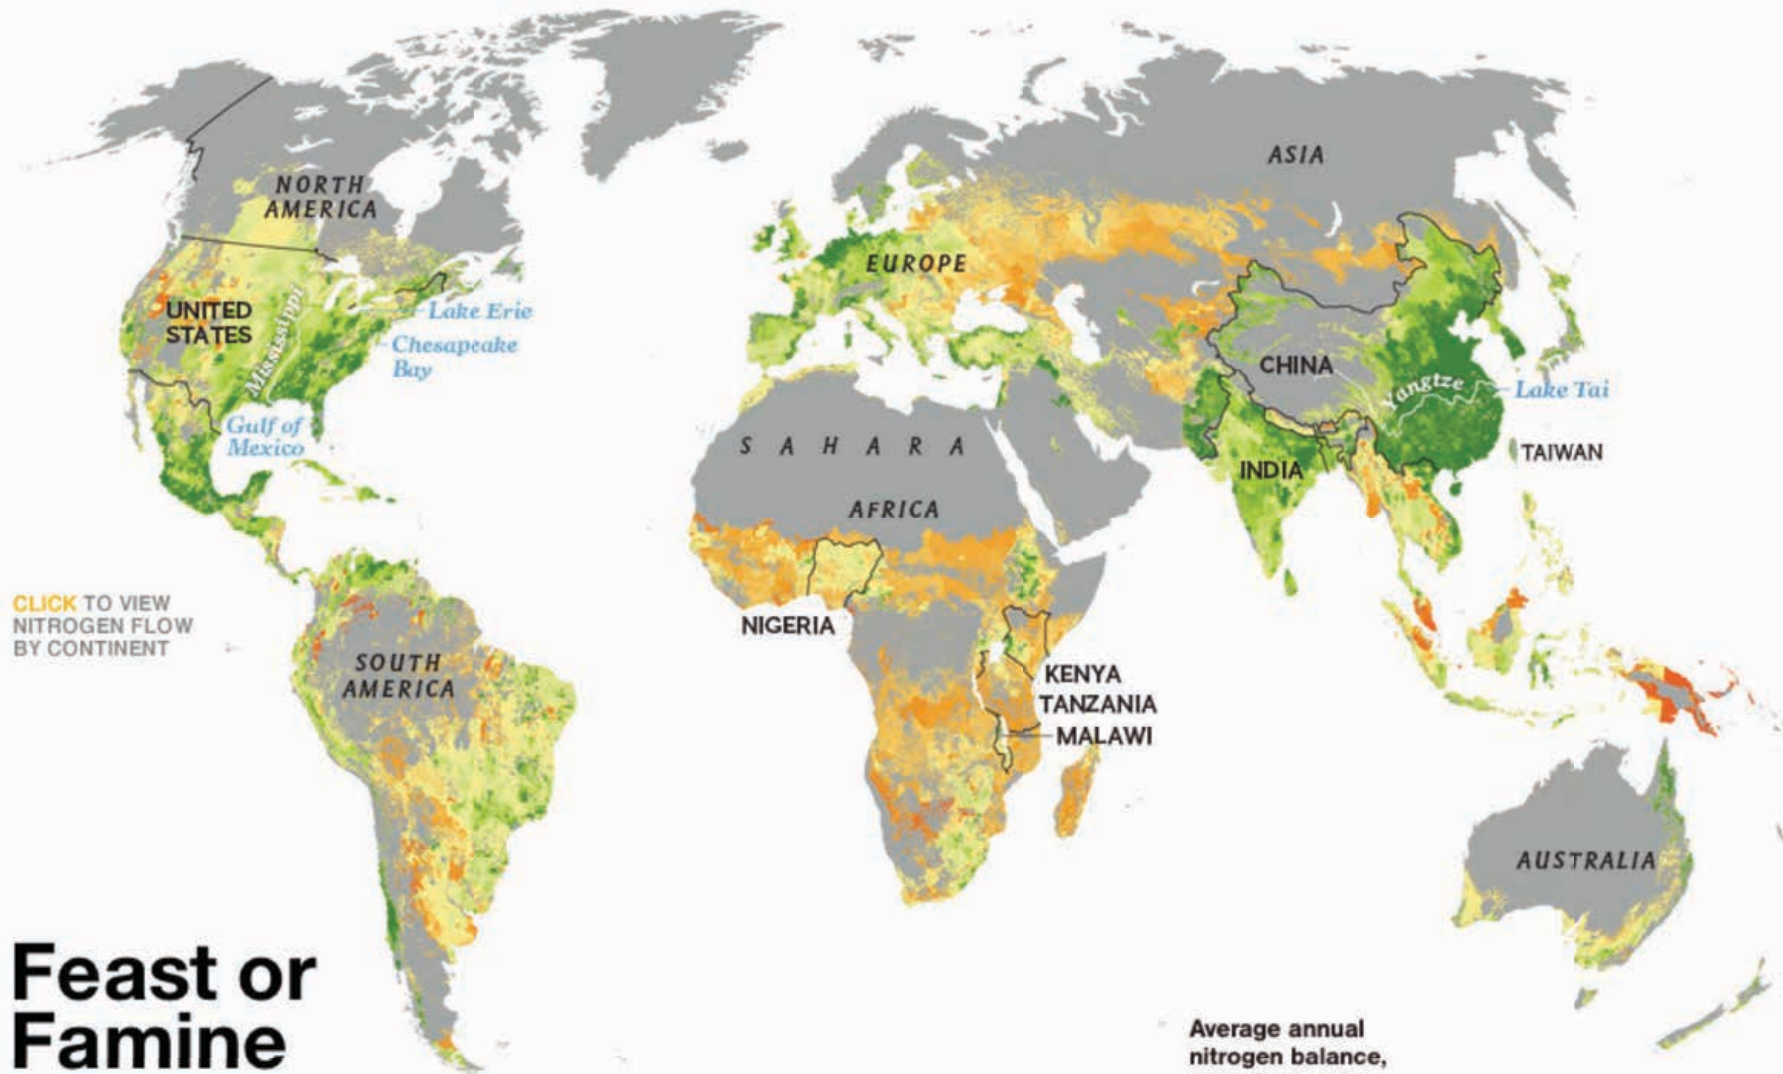 ASIA
NORTH
AMERICA
EUROPE
UNITED
STATES
Mississippi
Lake Erie
Chesapeake
Bay
CHINA
Yangtze
Lake Tai
Gulf of
Mexico
SAHARA
TAIWAN
INDIA
AFRICA
CLICK TO VIEW
NITROGEN FLOW
BY CONTINENT
NIGERIA
SOUTH
AMERICA
KENYA
TANZANIA
MALAWI
AUSTRALIA
Feast or
Famine
Average annual
nitrogen balance,